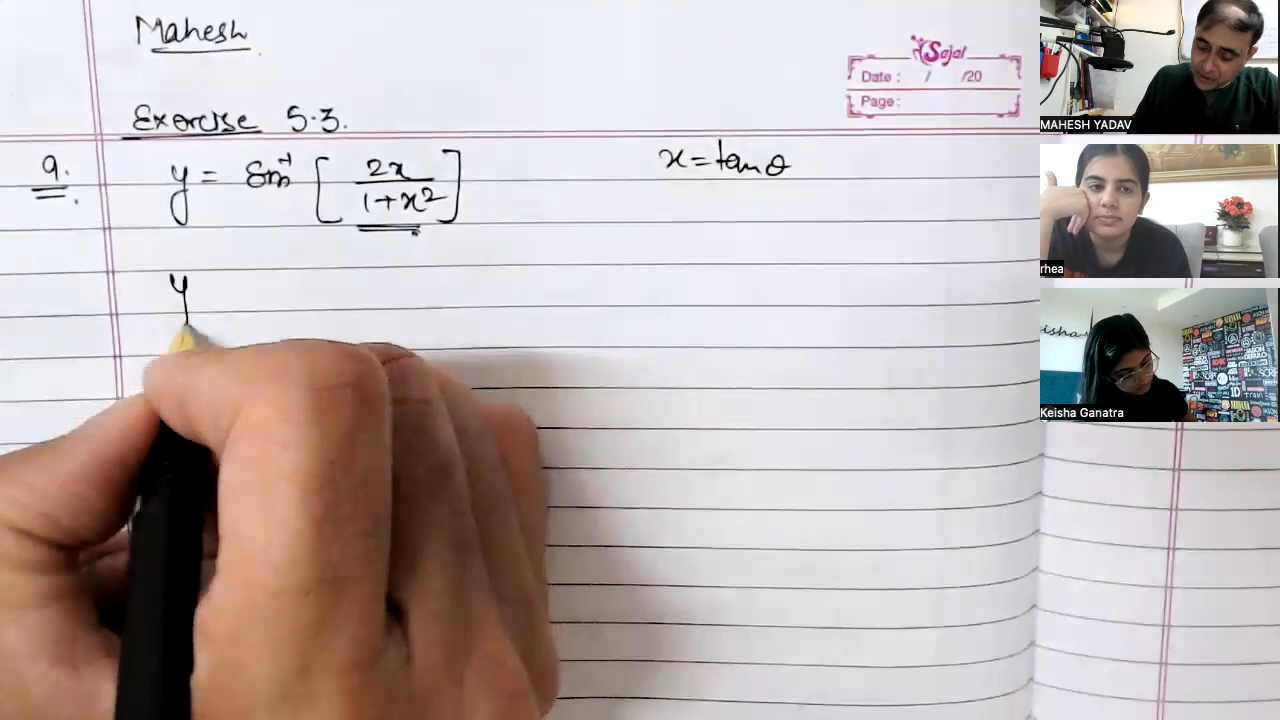 Mahesh
Sajal
Date : / /20
Page :
Exercise 5.3.
9. y = Sin⁻¹ [ 2x / 1+x² ] x = tan θ
y
MAHESH YADAV
rhea
Keisha Ganatra